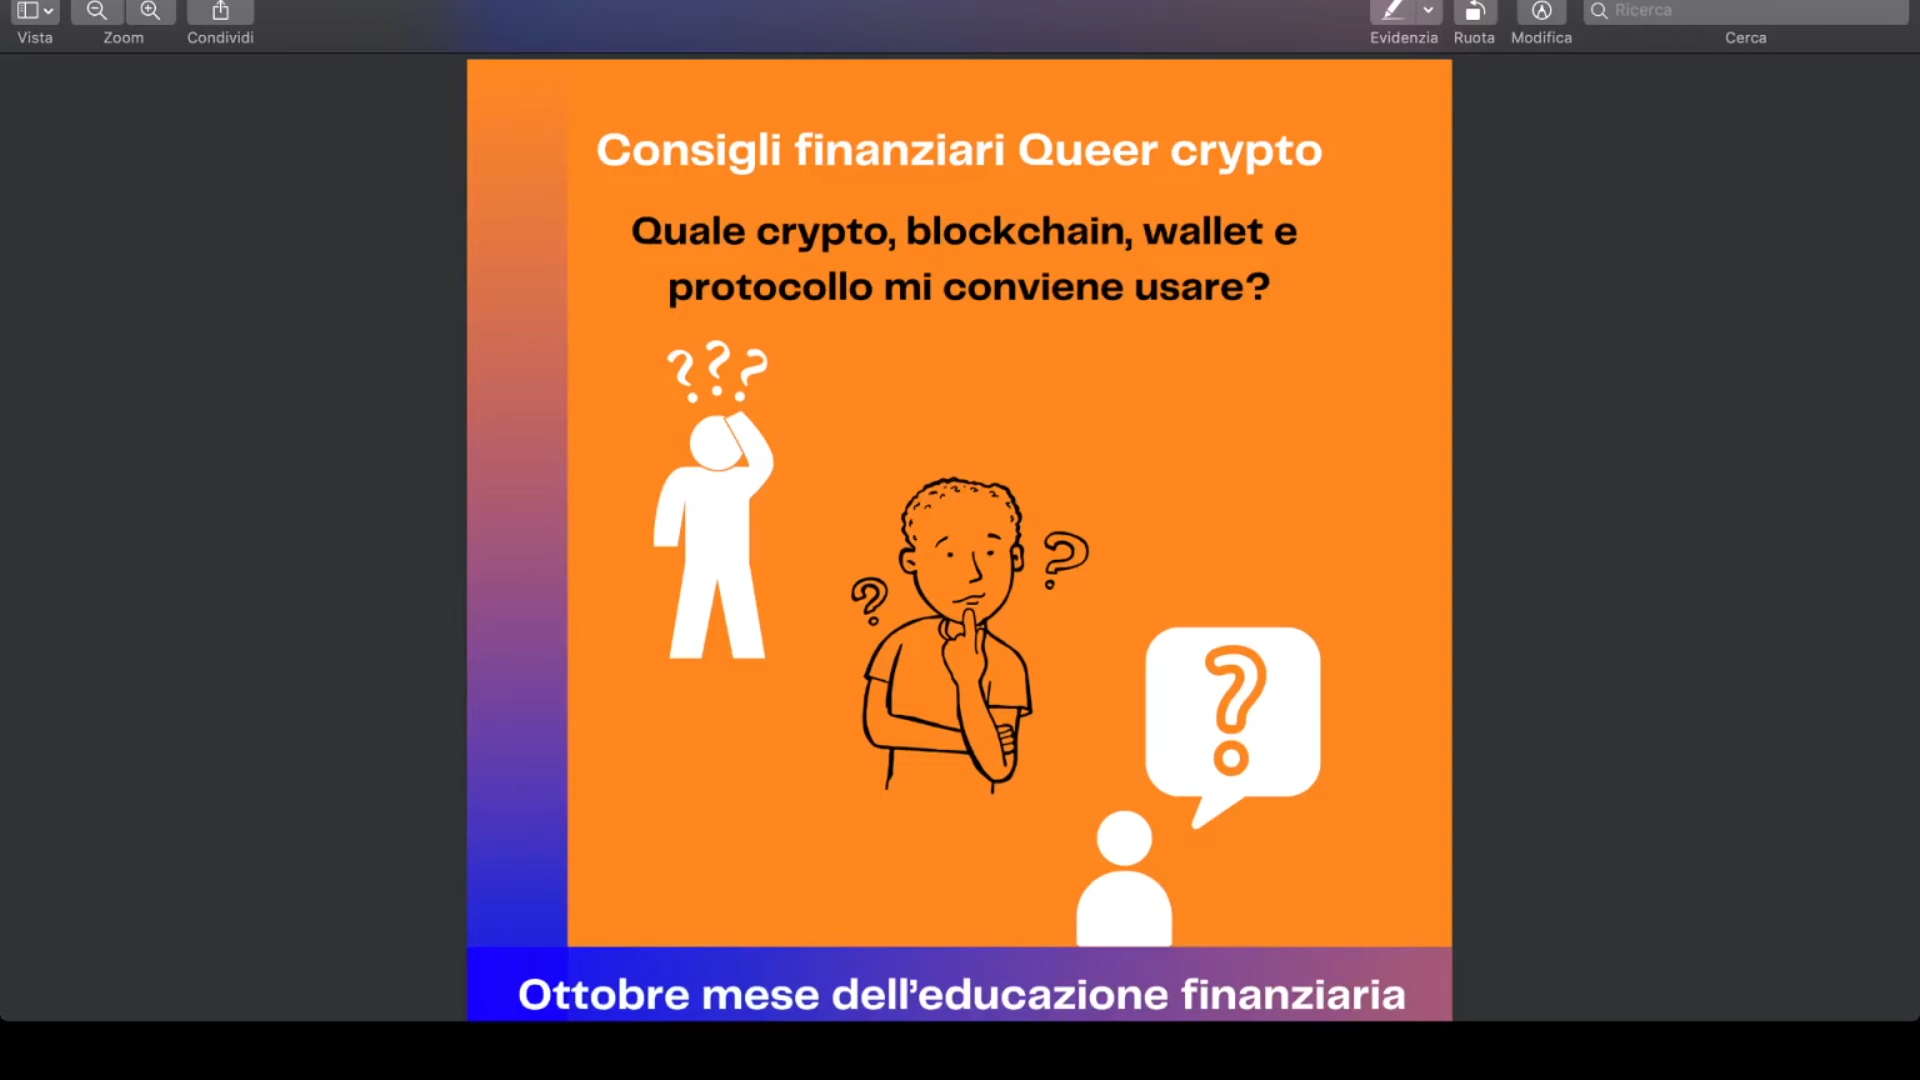 Vista
Zoom
Condividi
Evidenzia
Ruota
Modifica
Ricerca
Cerca
Consigli finanziari Queer crypto
Quale crypto, blockchain, wallet e
protocollo mi conviene usare?
???
?
?
?
Ottobre mese dell’educazione finanziaria